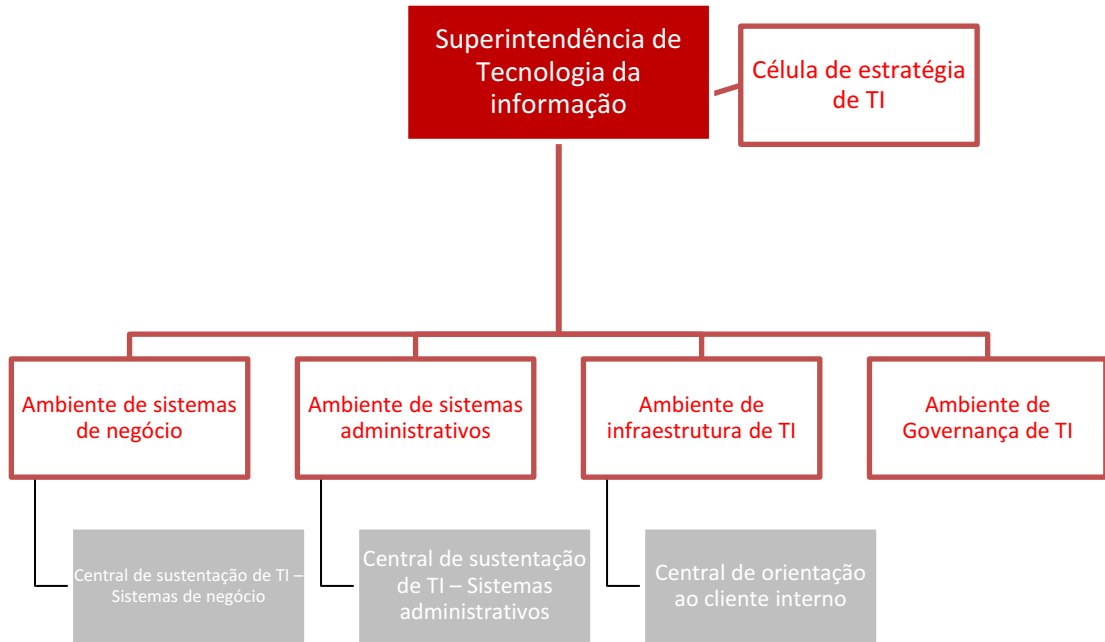 Superintendência de
Tecnologia da
informação
Célula de estratégia
de TI
Ambiente de sistemas
de negócio
Ambiente de sistemas
administrativos
Ambiente de
infraestrutura de TI
Ambiente de
Governança de TI
Central de sustentação de TI –
Sistemas de negócio
Central de sustentação
de TI – Sistemas
administrativos
Central de orientação
ao cliente interno